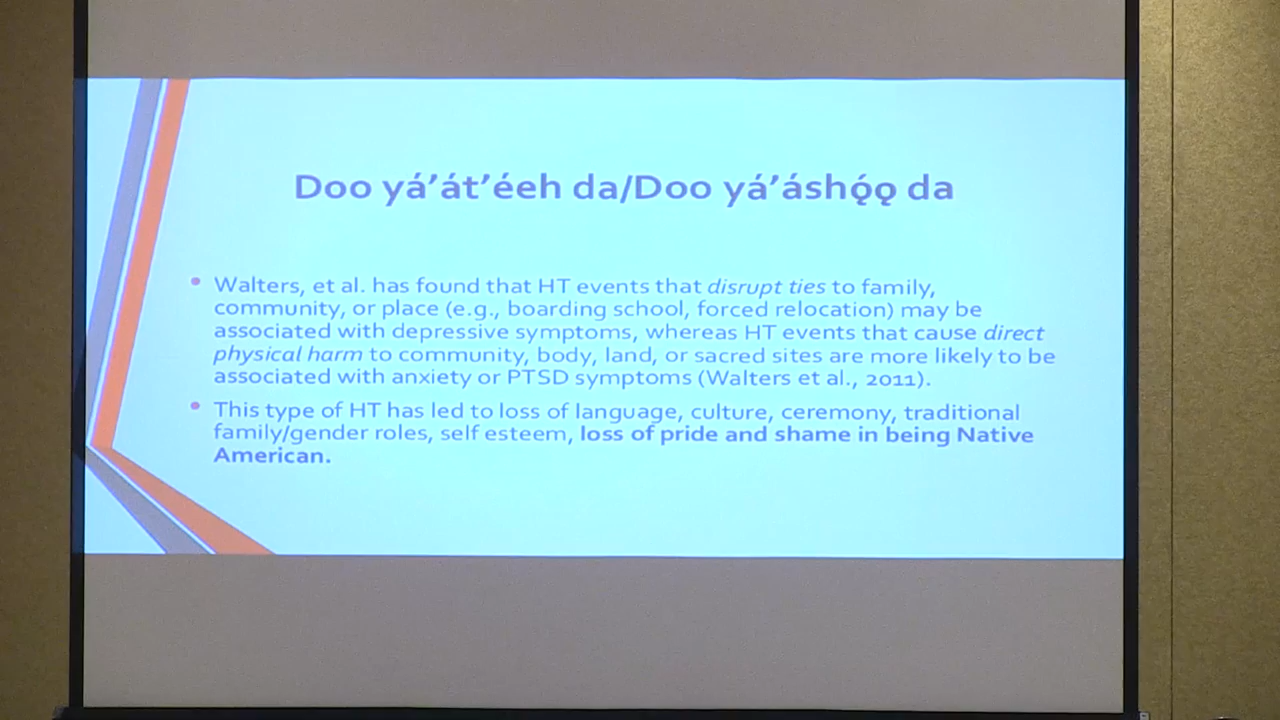 Doo yá’át’ééh da/Doo yá’áshǫ́ǫ da
• Walters, et al. has found that HT events that disrupt ties to family,
community, or place (e.g., boarding school, forced relocation) may be
associated with depressive symptoms, whereas HT events that cause direct
physical harm to community, body, land, or sacred sites are more likely to be
associated with anxiety or PTSD symptoms (Walters et al., 2011).
• This type of HT has led to loss of language, culture, ceremony, traditional
family/gender roles, self esteem, loss of pride and shame in being Native
American.